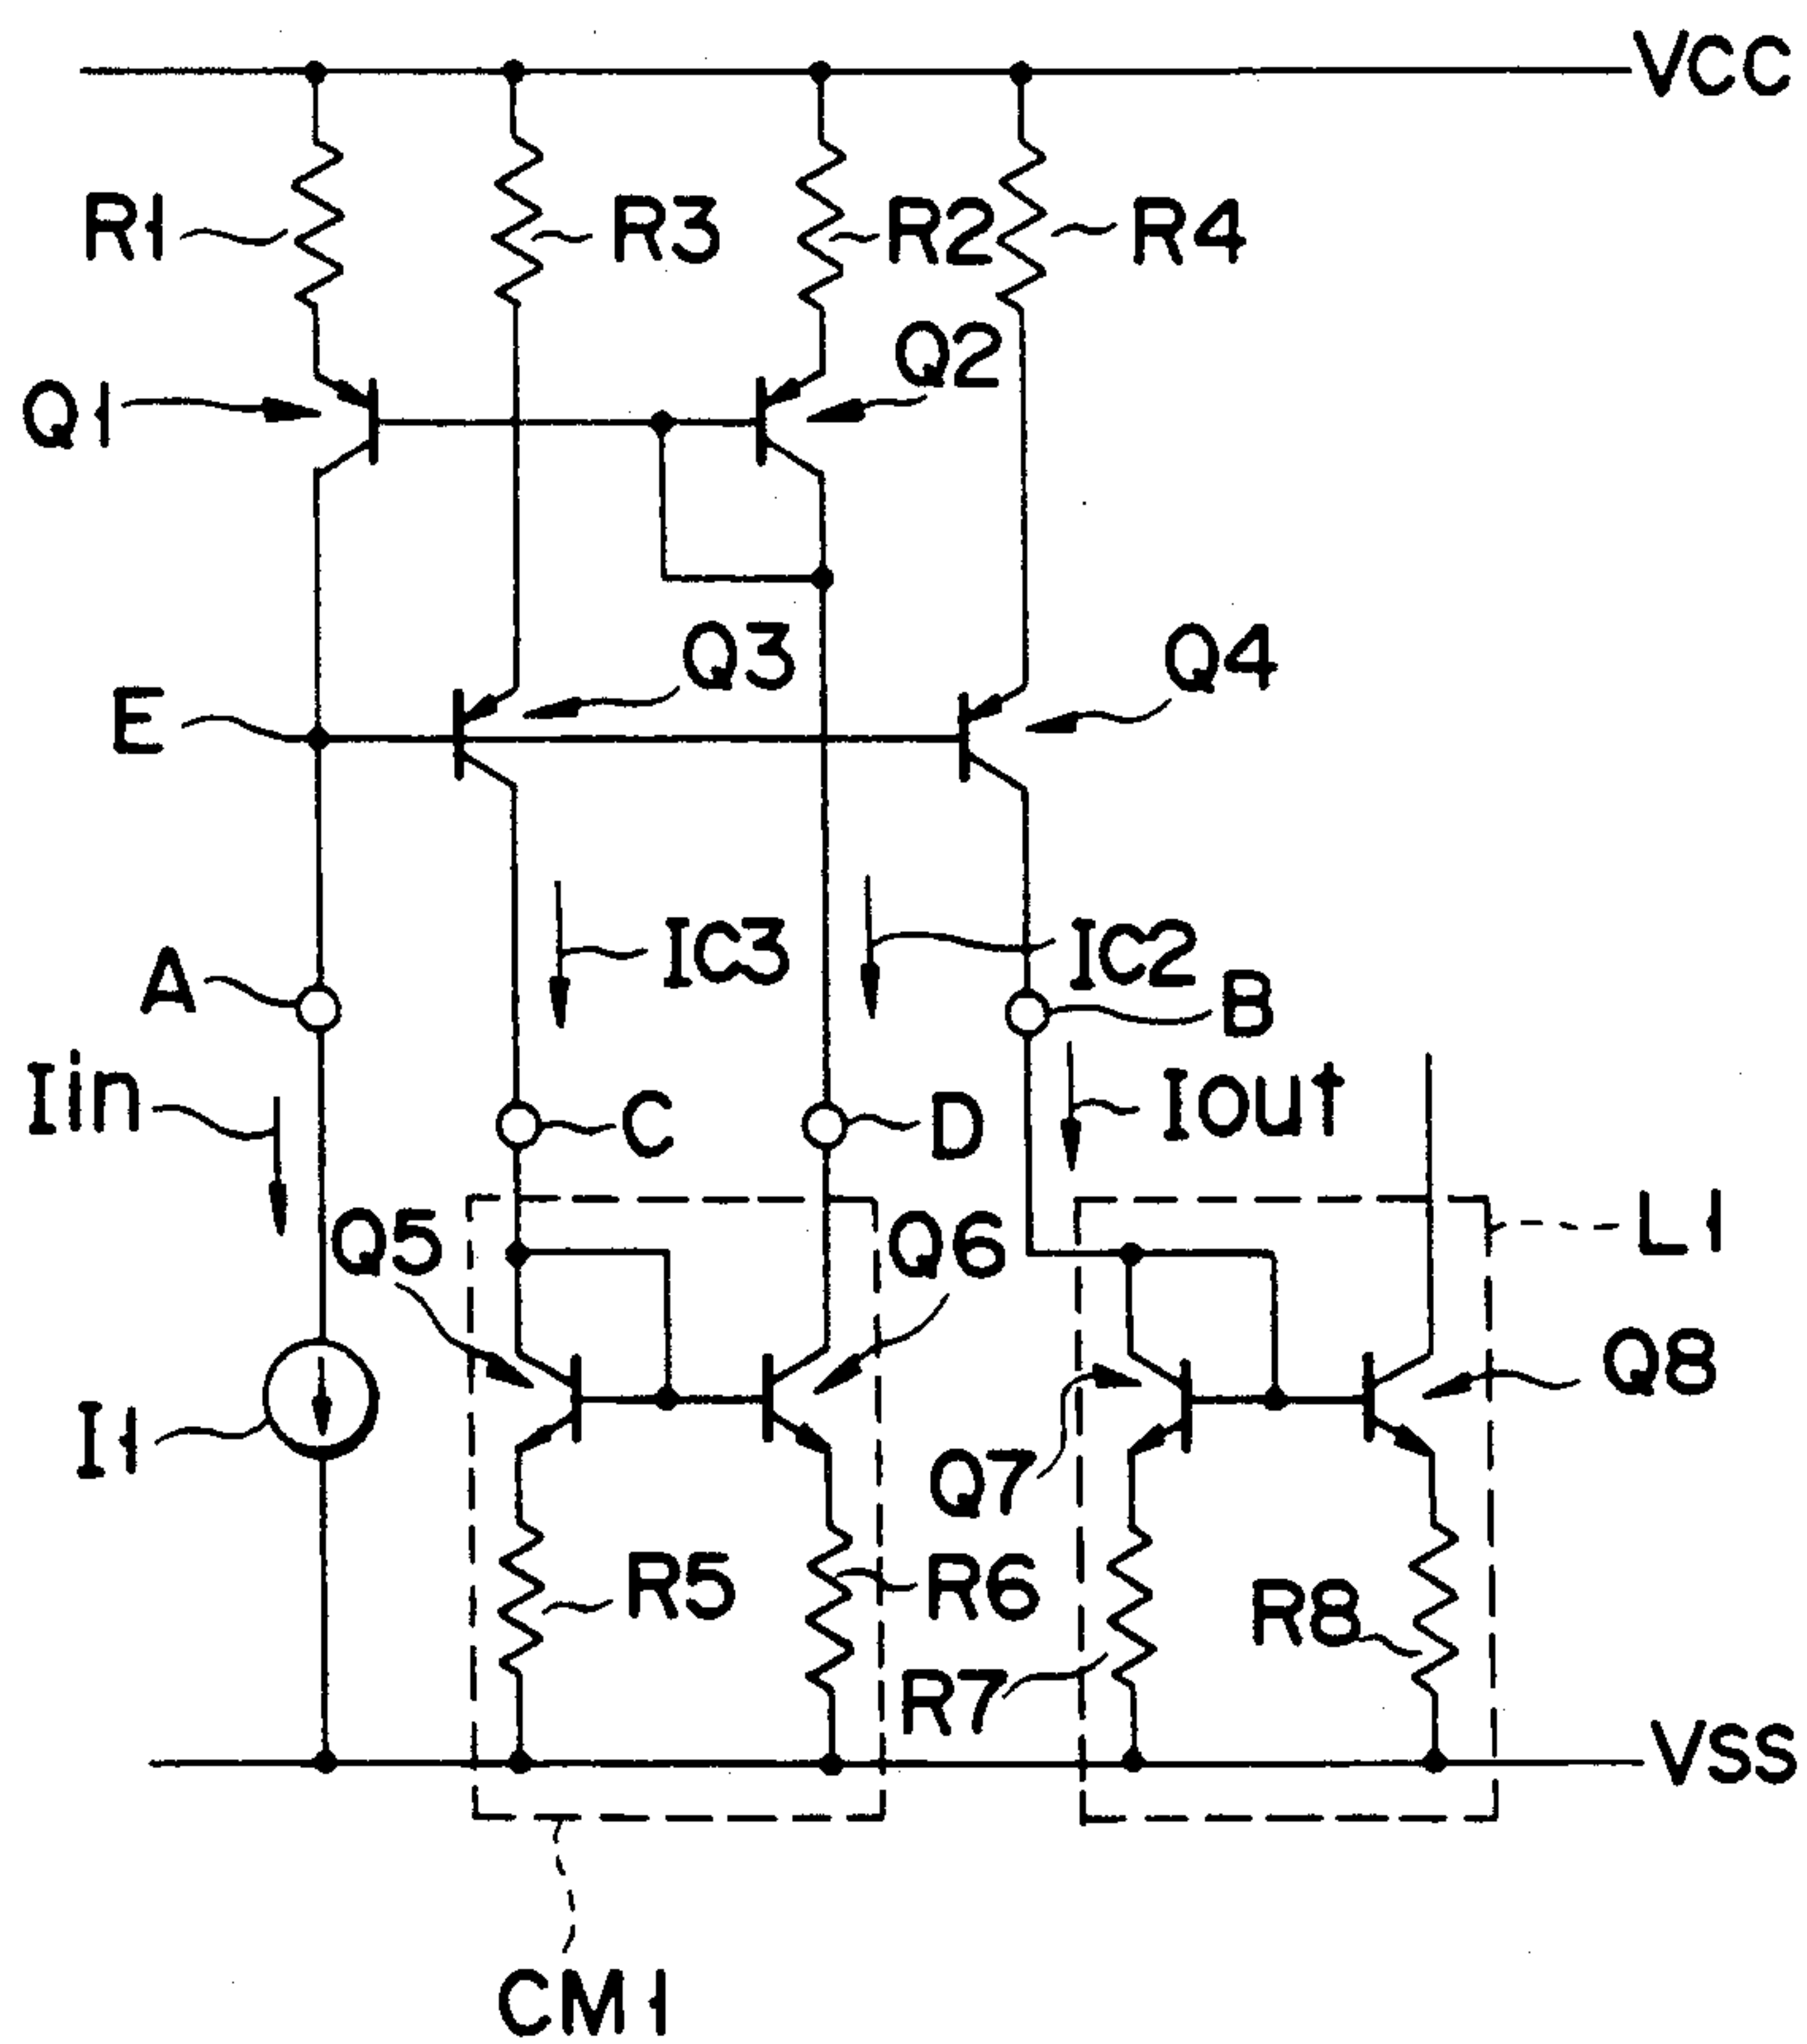 VCC
R1
R3
R2
R4
Q1
Q2
Q3
Q4
E
IC3
IC2
A
B
Iin
C
D
Iout
Q5
Q6
L1
I1
Q7
Q8
R5
R6
R8
R7
VSS
CM1